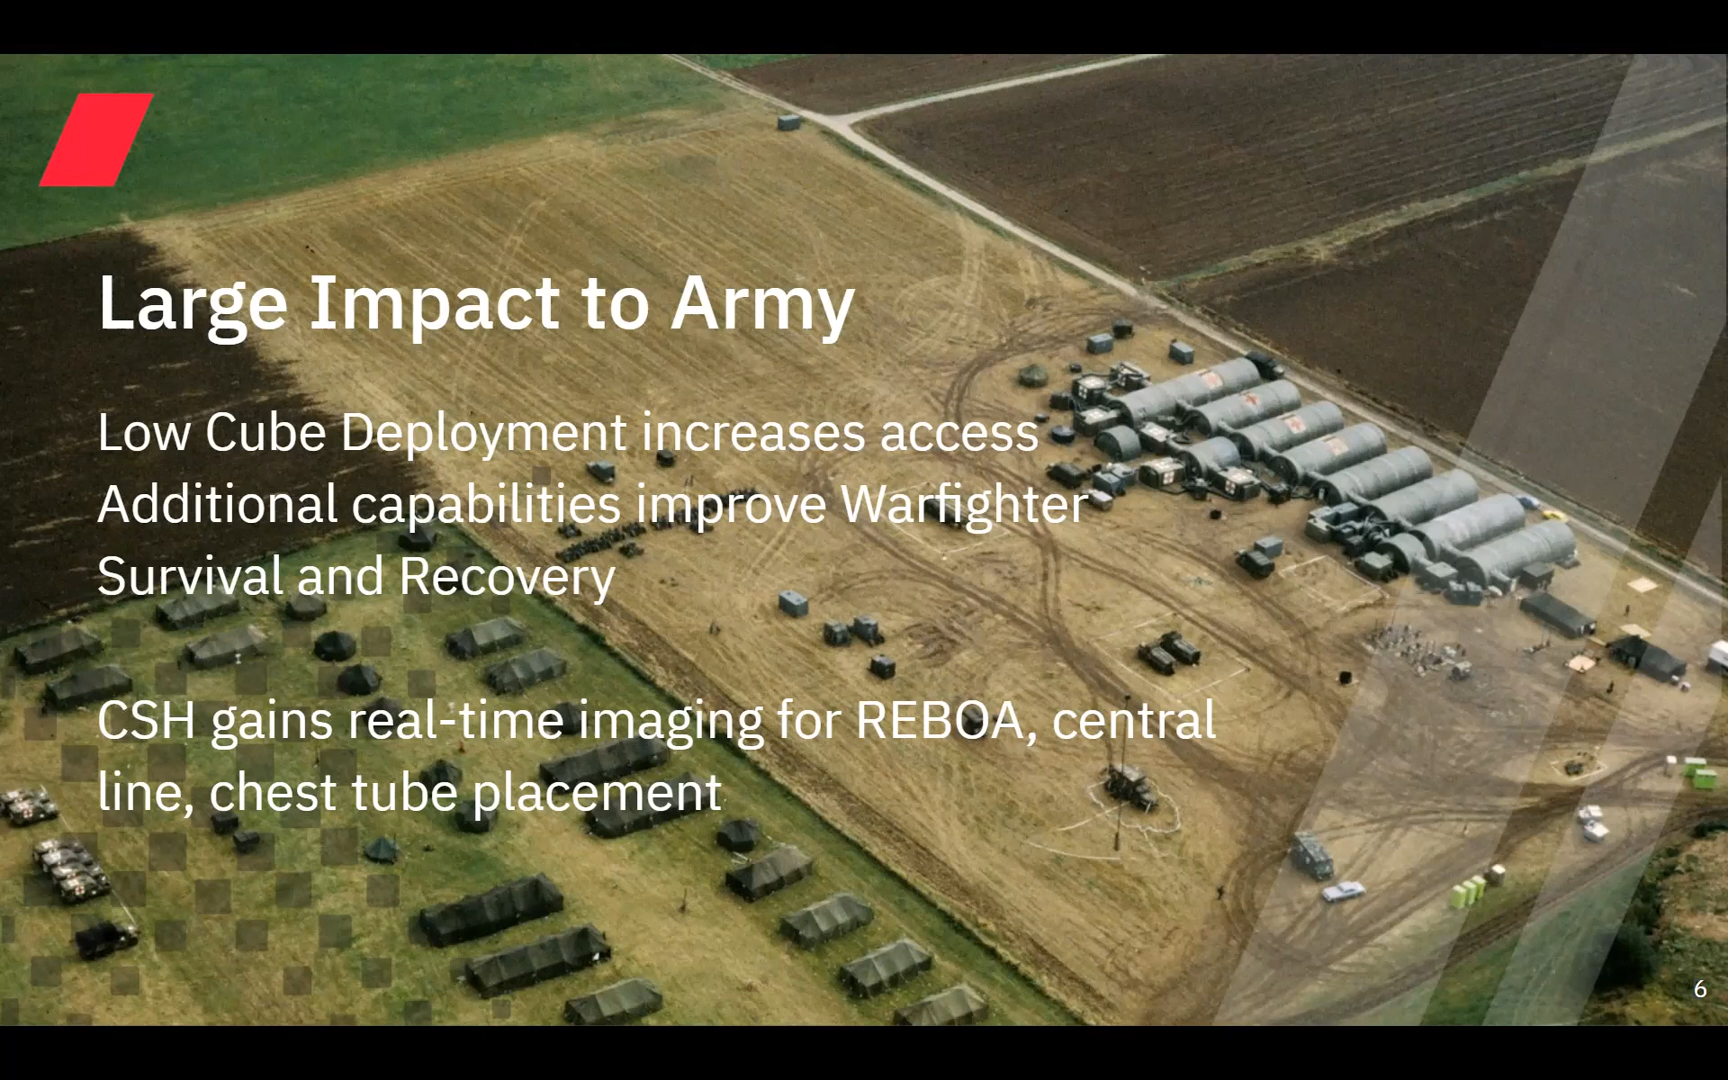 Large Impact to Army
Low Cube Deployment increases access
Additional capabilities improve Warfighter
Survival and Recovery
CSH gains real-time imaging for REBOA, central
line, chest tube placement
6